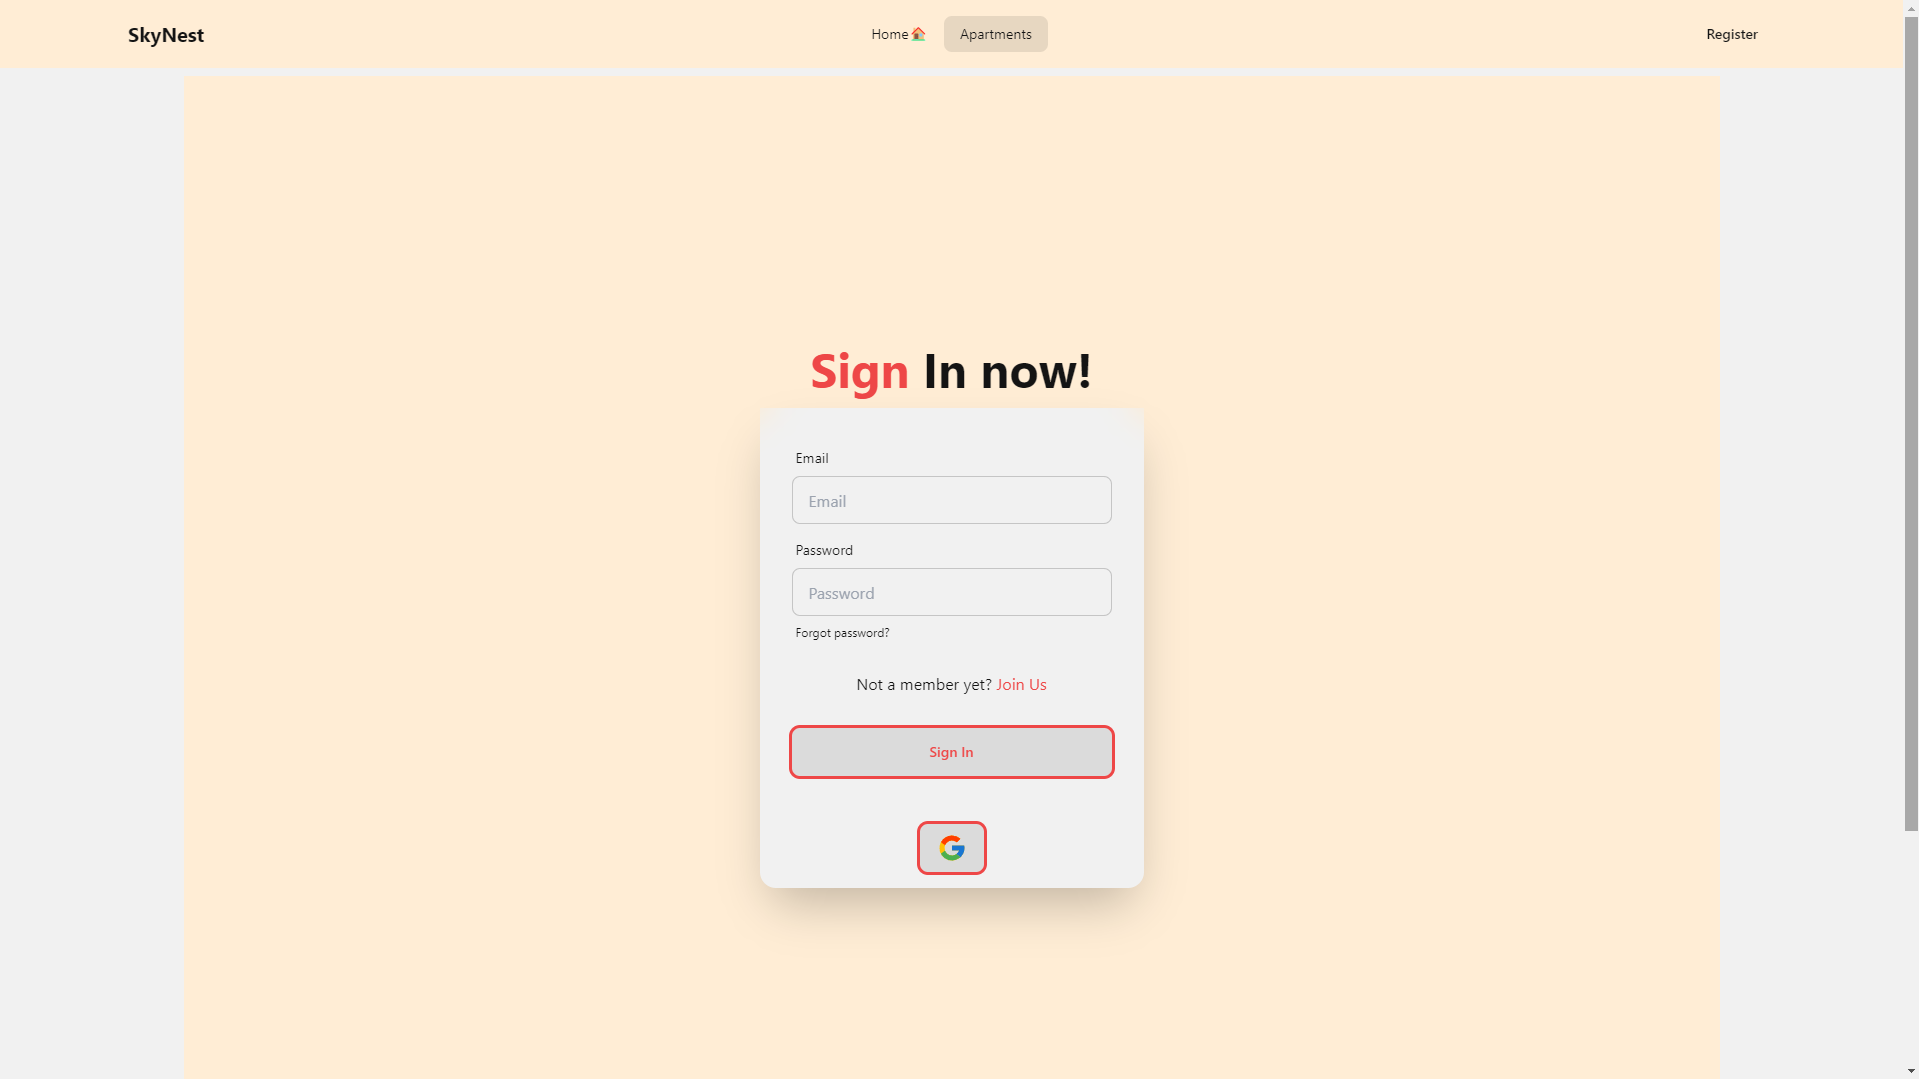 SkyNest
Home🏠
Apartments
Register
Sign In now!
Email
Email
Password
Password
Forgot password?
Not a member yet? Join Us
Sign In